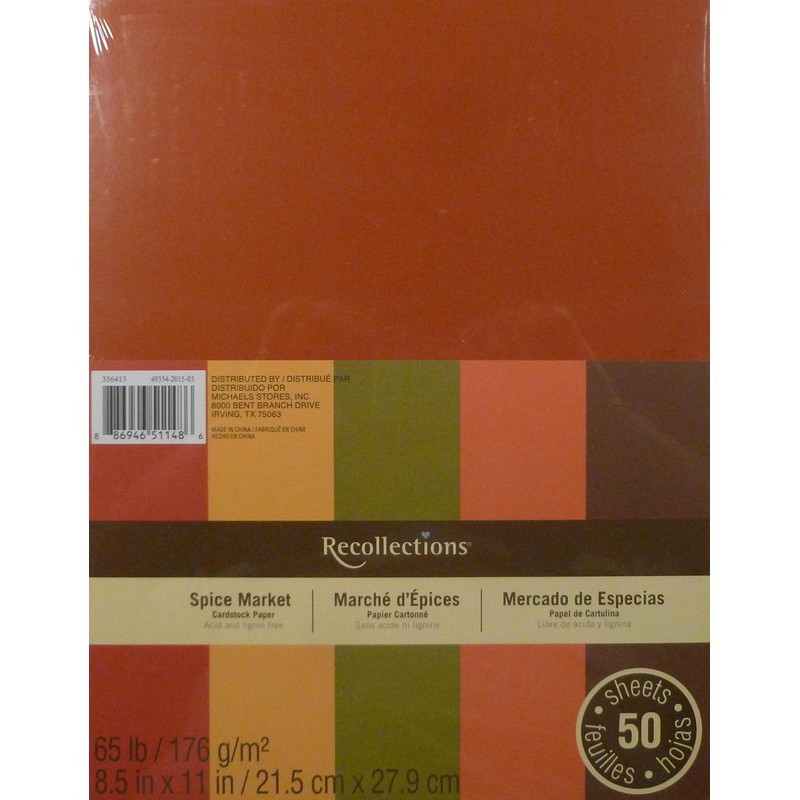 356413 49354-2015-03
8 86946 51148 6
DISTRIBUTED BY / DISTRIBUÉ PAR
DISTRIBUIDO POR
MICHAELS STORES, INC.
8000 BENT BRANCH DRIVE
IRVING, TX 75063
MADE IN CHINA / FABRIQUÉ EN CHINE
HECHO EN CHINA
Recollections®
Spice Market
Cardstock Paper
Acid and lignin free
Marché d'Épices
Papier Cartonné
Sans acide ni lignine
Mercado de Especias
Papel de Cartulina
Libre de ácido y lignina
65 lb / 176 g/m²
8.5 in x 11 in / 21.5 cm x 27.9 cm
• sheets •
50
feuilles • hojas